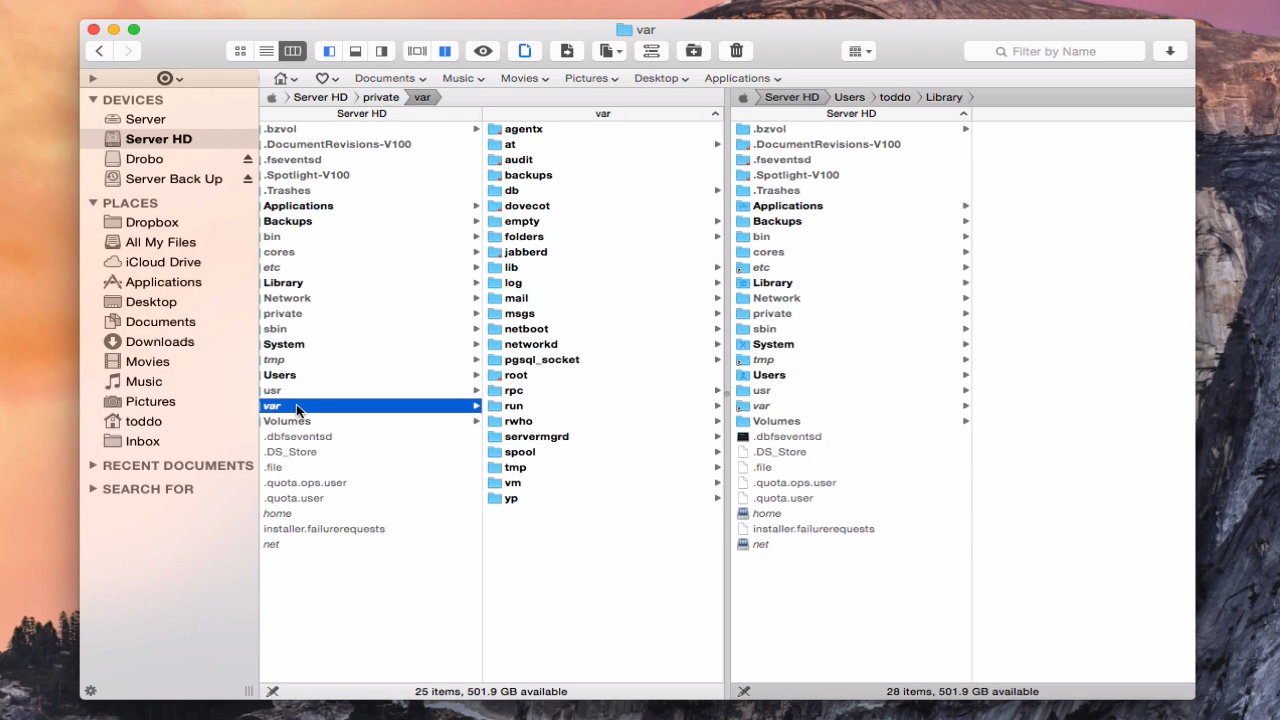 var
Filter by Name
Documents Music Movies Pictures Desktop Applications
DEVICES
Server
Server HD
Drobo
Server Back Up
PLACES
Dropbox
All My Files
iCloud Drive
Applications
Desktop
Documents
Downloads
Movies
Music
Pictures
toddo
Inbox
RECENT DOCUMENTS
SEARCH FOR
Server HD private var
Server HD
.bzvol
.DocumentRevisions-V100
.fseventsd
.Spotlight-V100
.Trashes
Applications
Backups
bin
cores
etc
Library
Network
private
sbin
System
tmp
Users
usr
var
Volumes
.dbfseventsd
.DS_Store
.file
.quota.ops.user
.quota.user
home
installer.failurerequests
net
var
agentx
at
audit
backups
db
dovecot
empty
folders
jabberd
lib
log
mail
msgs
netboot
networkd
pgsql_socket
root
rpc
run
rwho
servermgrd
spool
tmp
vm
yp
25 items, 501.9 GB available
Server HD Users toddo Library
Server HD
.bzvol
.DocumentRevisions-V100
.fseventsd
.Spotlight-V100
.Trashes
Applications
Backups
bin
cores
etc
Library
Network
private
sbin
System
tmp
Users
usr
var
Volumes
.dbfseventsd
.DS_Store
.file
.quota.ops.user
.quota.user
home
installer.failurerequests
net
28 items, 501.9 GB available